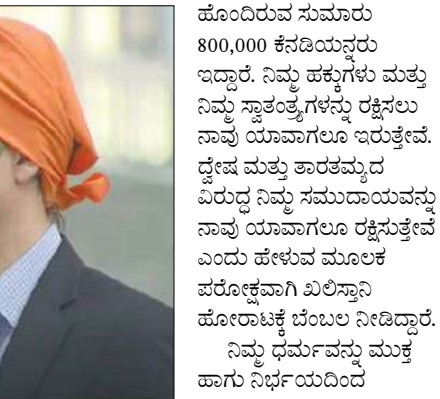 ಹೊಂದಿರುವ ಸುಮಾರು
800,000 ಕೆನಡಿಯನ್ನರು
ಇದ್ದಾರೆ. ನಿಮ್ಮ ಹಕ್ಕುಗಳು ಮತ್ತು
ನಿಮ್ಮ ಸ್ವಾತಂತ್ರ್ಯಗಳನ್ನು ರಕ್ಷಿಸಲು
ನಾವು ಯಾವಾಗಲೂ ಇರುತ್ತೇವೆ.
ದ್ವೇಷ ಮತ್ತು ತಾರತಮ್ಯದ
ವಿರುದ್ಧ ನಿಮ್ಮ ಸಮುದಾಯವನ್ನು
ನಾವು ಯಾವಾಗಲೂ ರಕ್ಷಿಸುತ್ತೇವೆ
ಎಂದು ಹೇಳುವ ಮೂಲಕ
ಪರೋಕ್ಷವಾಗಿ ಖಲಿಸ್ತಾನಿ
ಹೋರಾಟಕ್ಕೆ ಬೆಂಬಲ ನೀಡಿದ್ದಾರೆ.
ನಿಮ್ಮ ಧರ್ಮವನ್ನು ಮುಕ್ತ
ಹಾಗು ನಿರ್ಭಯದಿಂದ